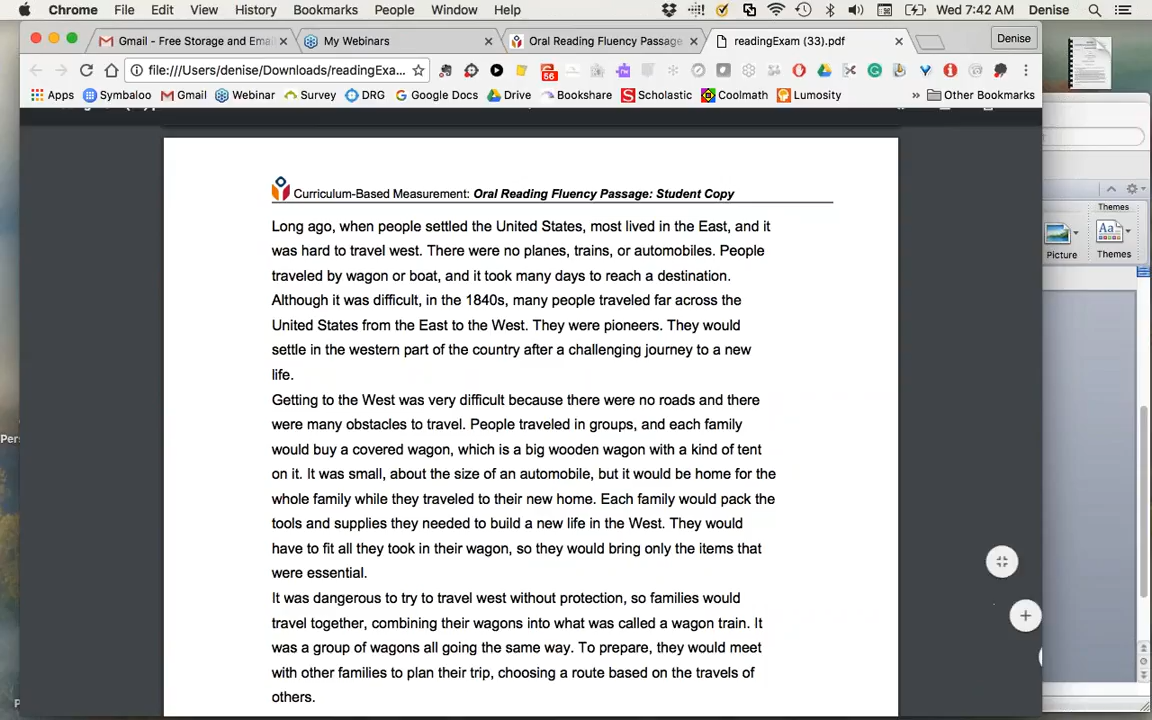 Chrome File Edit View History Bookmarks People Window Help Wed 7:42 AM Denise
Gmail - Free Storage and Emai
My Webinars
Oral Reading Fluency Passage
readingExam (33).pdf
Denise
file:///Users/denise/Downloads/readingExa...
56
Apps Symbaloo Gmail Webinar Survey DRG Google Docs Drive Bookshare Scholastic Coolmath Lumosity » Other Bookmarks
Themes
Picture
Themes
Curriculum-Based Measurement: Oral Reading Fluency Passage: Student Copy
Long ago, when people settled the United States, most lived in the East, and it
was hard to travel west. There were no planes, trains, or automobiles. People
traveled by wagon or boat, and it took many days to reach a destination.
Although it was difficult, in the 1840s, many people traveled far across the
United States from the East to the West. They were pioneers. They would
settle in the western part of the country after a challenging journey to a new
life.
Getting to the West was very difficult because there were no roads and there
were many obstacles to travel. People traveled in groups, and each family
would buy a covered wagon, which is a big wooden wagon with a kind of tent
on it. It was small, about the size of an automobile, but it would be home for the
whole family while they traveled to their new home. Each family would pack the
tools and supplies they needed to build a new life in the West. They would
have to fit all they took in their wagon, so they would bring only the items that
were essential.
It was dangerous to try to travel west without protection, so families would
travel together, combining their wagons into what was called a wagon train. It
was a group of wagons all going the same way. To prepare, they would meet
with other families to plan their trip, choosing a route based on the travels of
others.